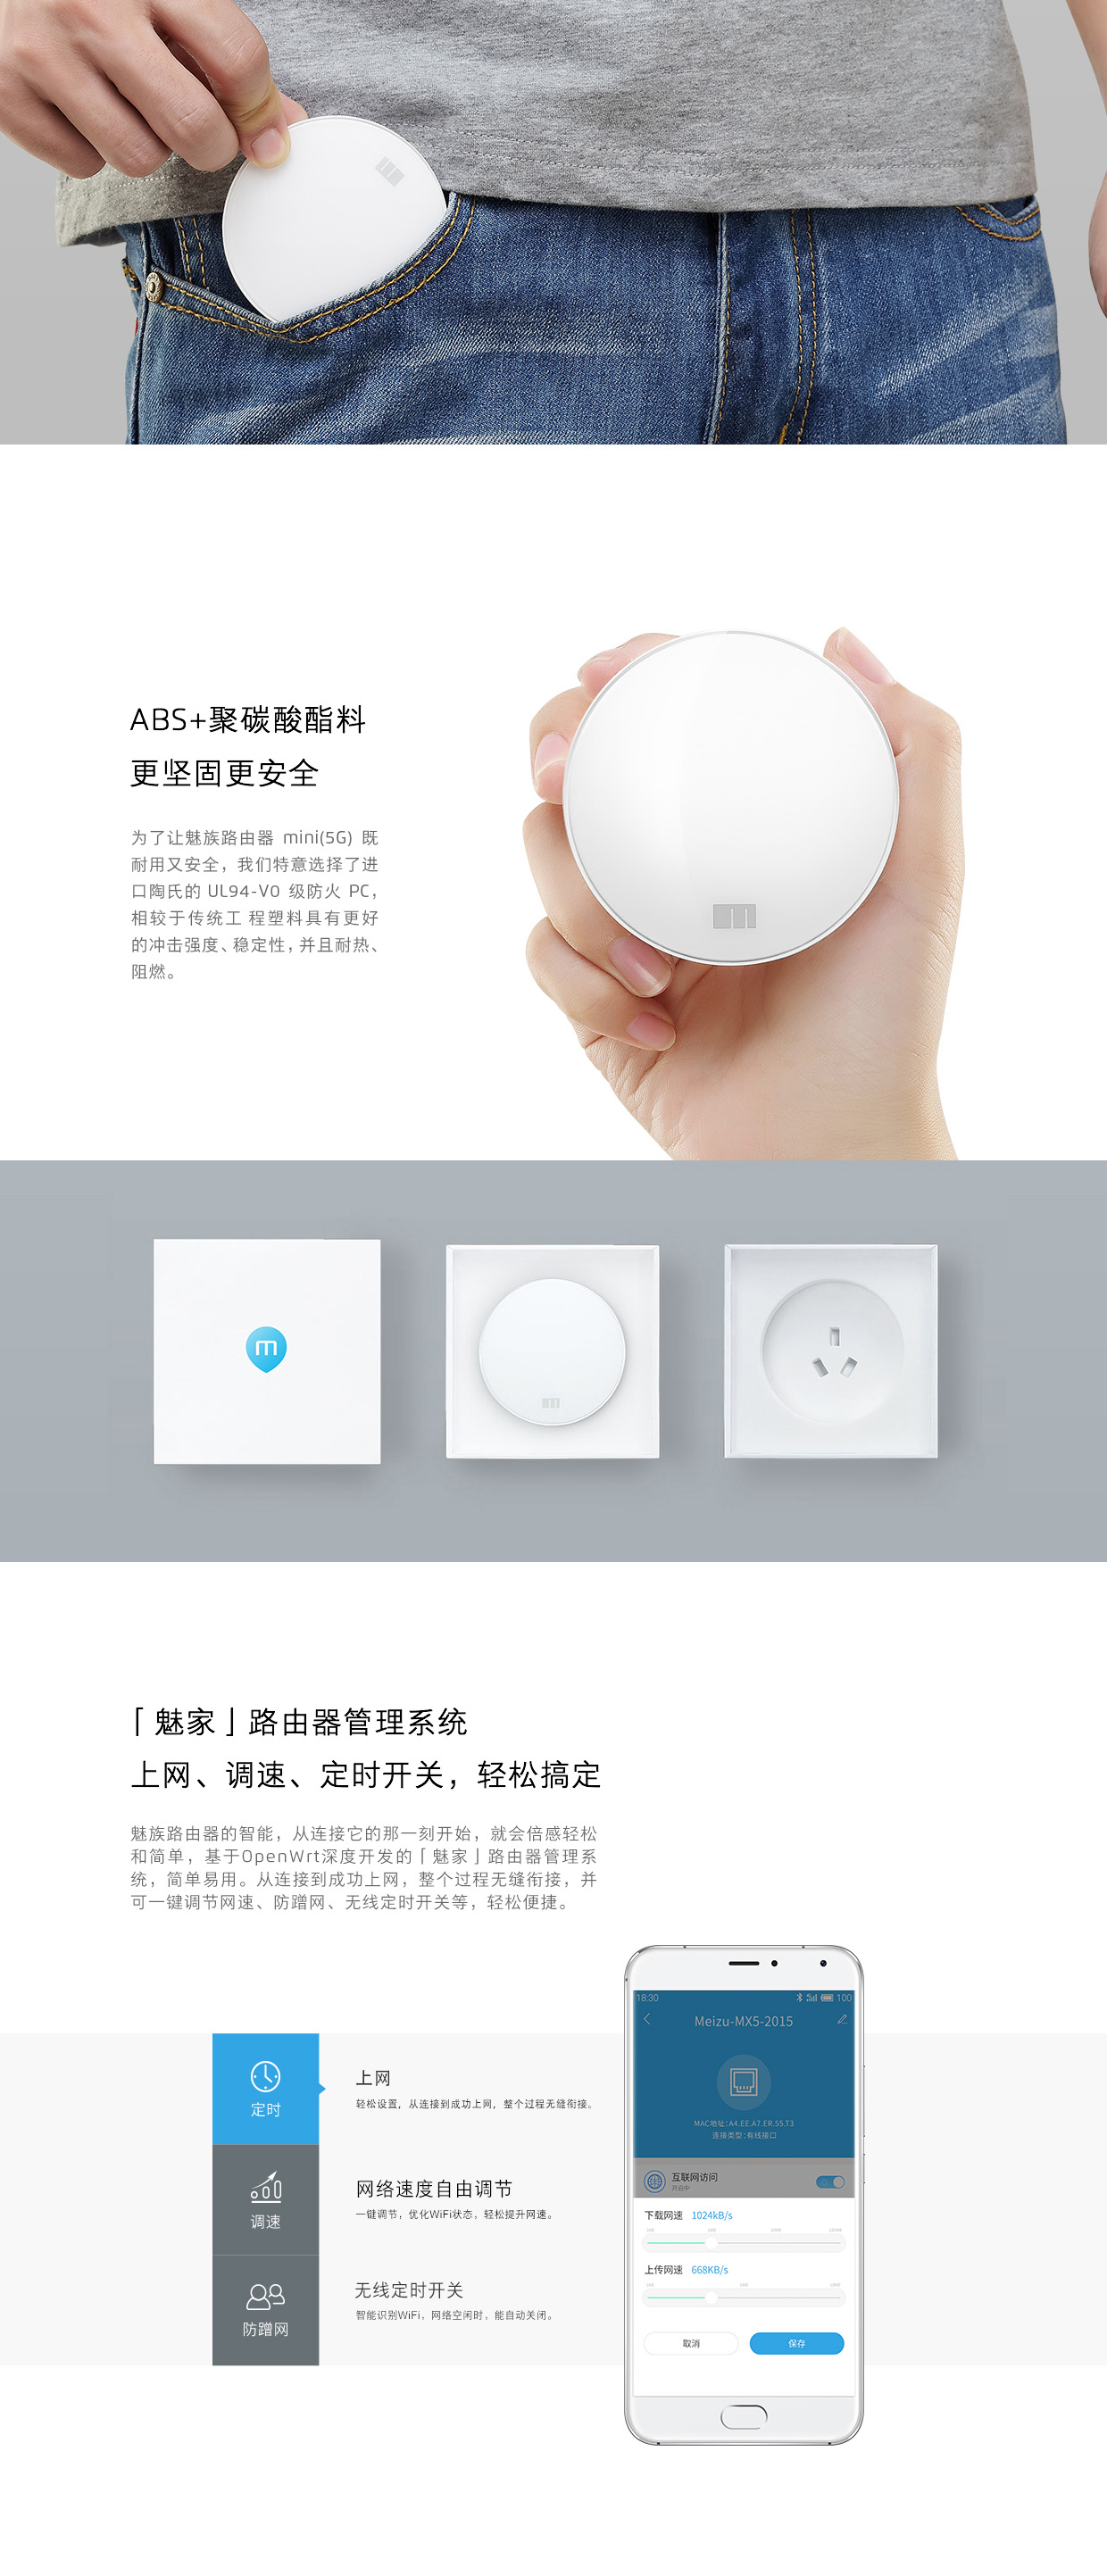 ABS+聚碳酸酯料
更坚固更安全
为了让魅族路由器 mini(5G) 既
耐用又安全，我们特意选择了进
口陶氏的 UL94-V0 级防火 PC，
相较于传统工 程塑料具有更好
的冲击强度、稳定性，并且耐热、
阻燃。
「魅家」路由器管理系统
上网、调速、定时开关，轻松搞定
魅族路由器的智能，从连接它的那一刻开始，就会倍感轻松
和简单，基于OpenWrt深度开发的「魅家」路由器管理系
统，简单易用。从连接到成功上网，整个过程无缝衔接，并
可一键调节网速、防蹭网、无线定时开关等，轻松便捷。
定时
调速
防蹭网
上网
轻松设置，从连接到成功上网，整个过程无缝衔接。
网络速度自由调节
一键调节，优化WiFi状态，轻松提升网速。
无线定时开关
智能识别WiFi，网络空闲时，能自动关闭。
18:30 100
Meizu-MX5-2015
MAC地址:A4.EE.A7.ER.55.T3
连接类型:有线接口
互联网访问
开启中
下载网速 1024kB/s
上传网速 668KB/s
取消 保存